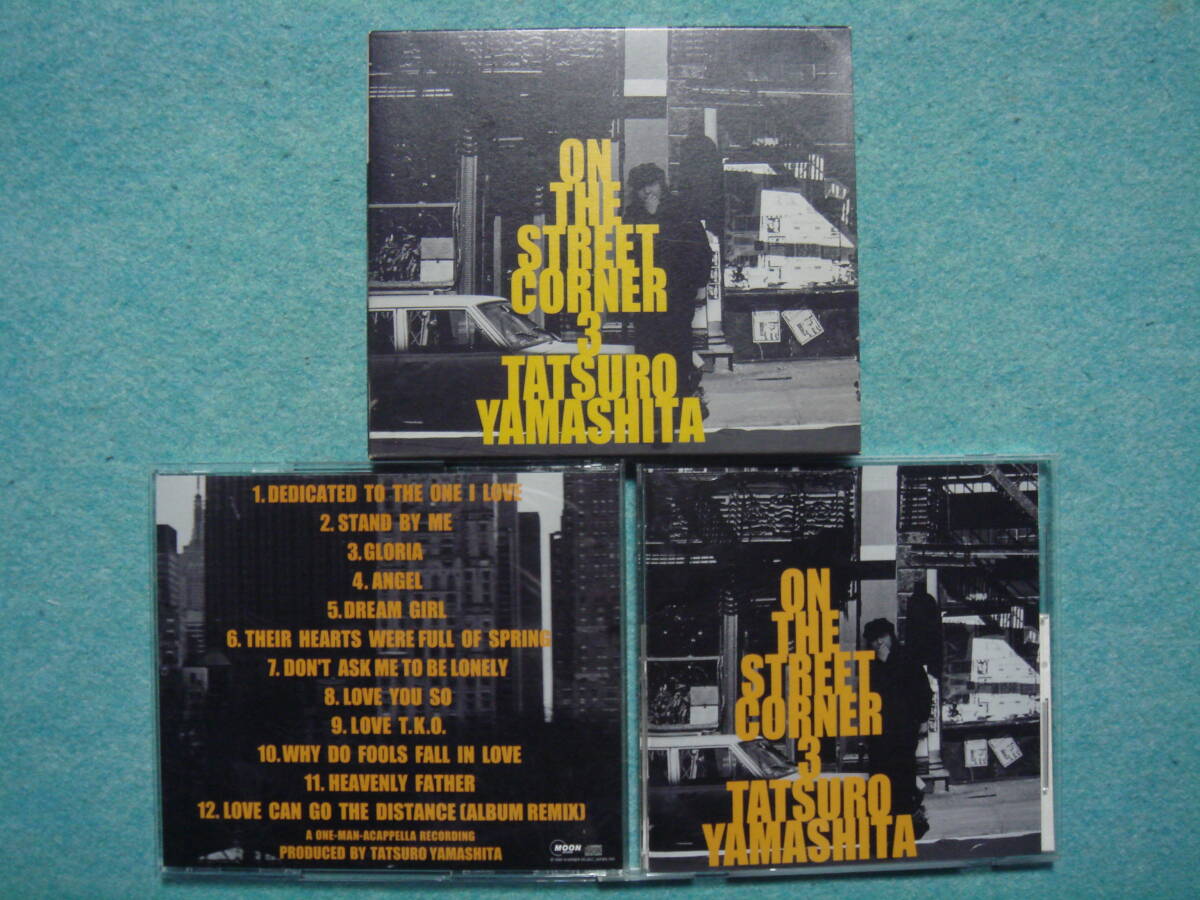 ON
THE
STREET
CORNER
3
TATSURO
YAMASHITA
1. DEDICATED TO THE ONE I LOVE
2. STAND BY ME
3. GLORIA
4. ANGEL
5. DREAM GIRL
6. THEIR HEARTS WERE FULL OF SPRING
7. DON'T ASK ME TO BE LONELY
8. LOVE YOU SO
9. LOVE T.K.O.
10. WHY DO FOOLS FALL IN LOVE
11. HEAVENLY FATHER
12. LOVE CAN GO THE DISTANCE (ALBUM REMIX)
A ONE-MAN-ACAPPELLA RECORDING
PRODUCED BY TATSURO YAMASHITA
MOON
ON
THE
STREET
CORNER
3
TATSURO
YAMASHITA